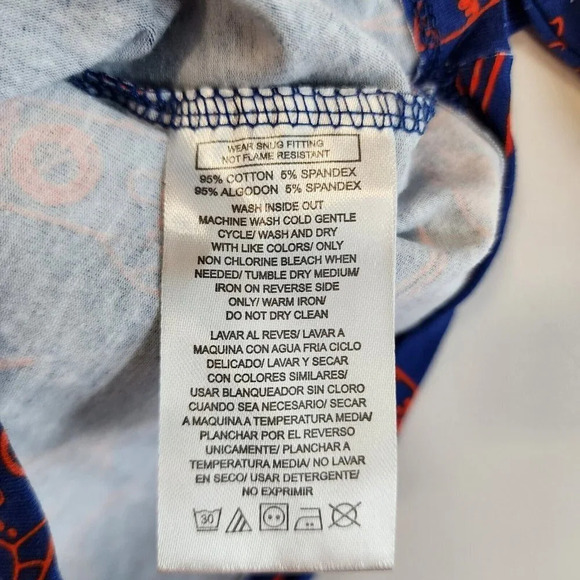 WEAR SNUG FITTING
NOT FLAME RESISTANT
95% COTTON 5% SPANDEX
95% ALGODON 5% SPANDEX
WASH INSIDE OUT
MACHINE WASH COLD GENTLE
CYCLE/ WASH AND DRY
WITH LIKE COLORS/ ONLY
NON CHLORINE BLEACH WHEN
NEEDED/ TUMBLE DRY MEDIUM/
IRON ON REVERSE SIDE
ONLY/ WARM IRON/
DO NOT DRY CLEAN
LAVAR AL REVES/ LAVAR A
MAQUINA CON AGUA FRIA CICLO
DELICADO/ LAVAR Y SECAR
CON COLORES SIMILARES/
USAR BLANQUEADOR SIN CLORO
CUANDO SEA NECESARIO/ SECAR
A MAQUINA A TEMPERATURA MEDIA/
PLANCHAR POR EL REVERSO
UNICAMENTE/ PLANCHAR A
TEMPERATURA MEDIA/ NO LAVAR
EN SECO/ USAR DETERGENTE/
NO EXPRIMIR
30